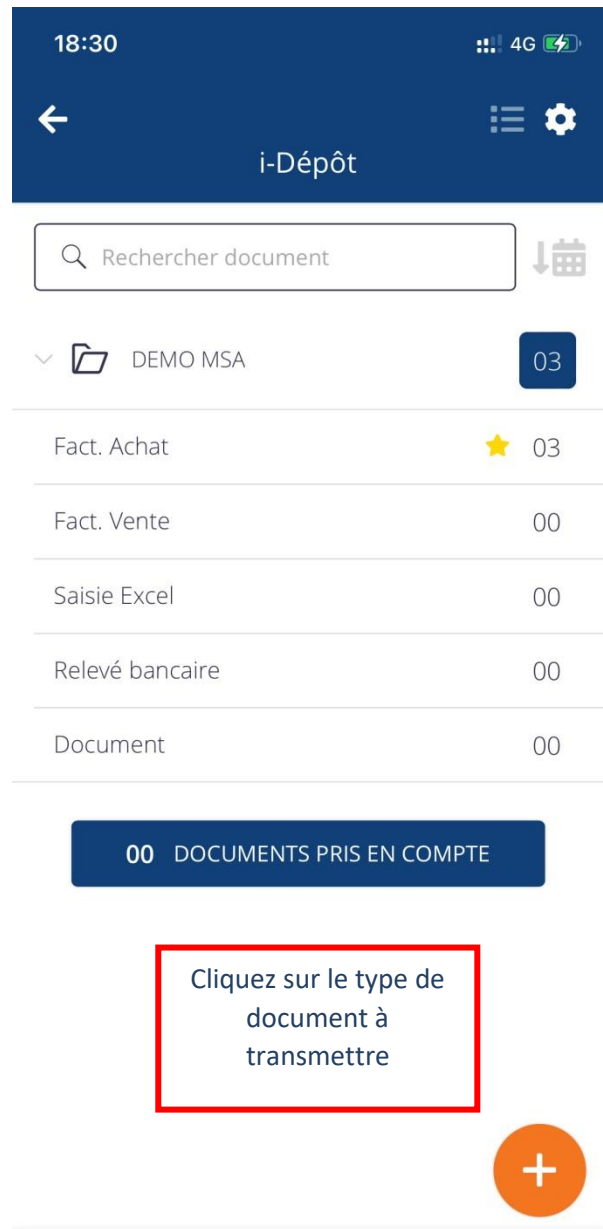 18:30 4G
i-Dépôt
Rechercher document
DEMO MSA 03
Fact. Achat 03
Fact. Vente 00
Saisie Excel 00
Relevé bancaire 00
Document 00
00 DOCUMENTS PRIS EN COMPTE
Cliquez sur le type de
document à
transmettre
+